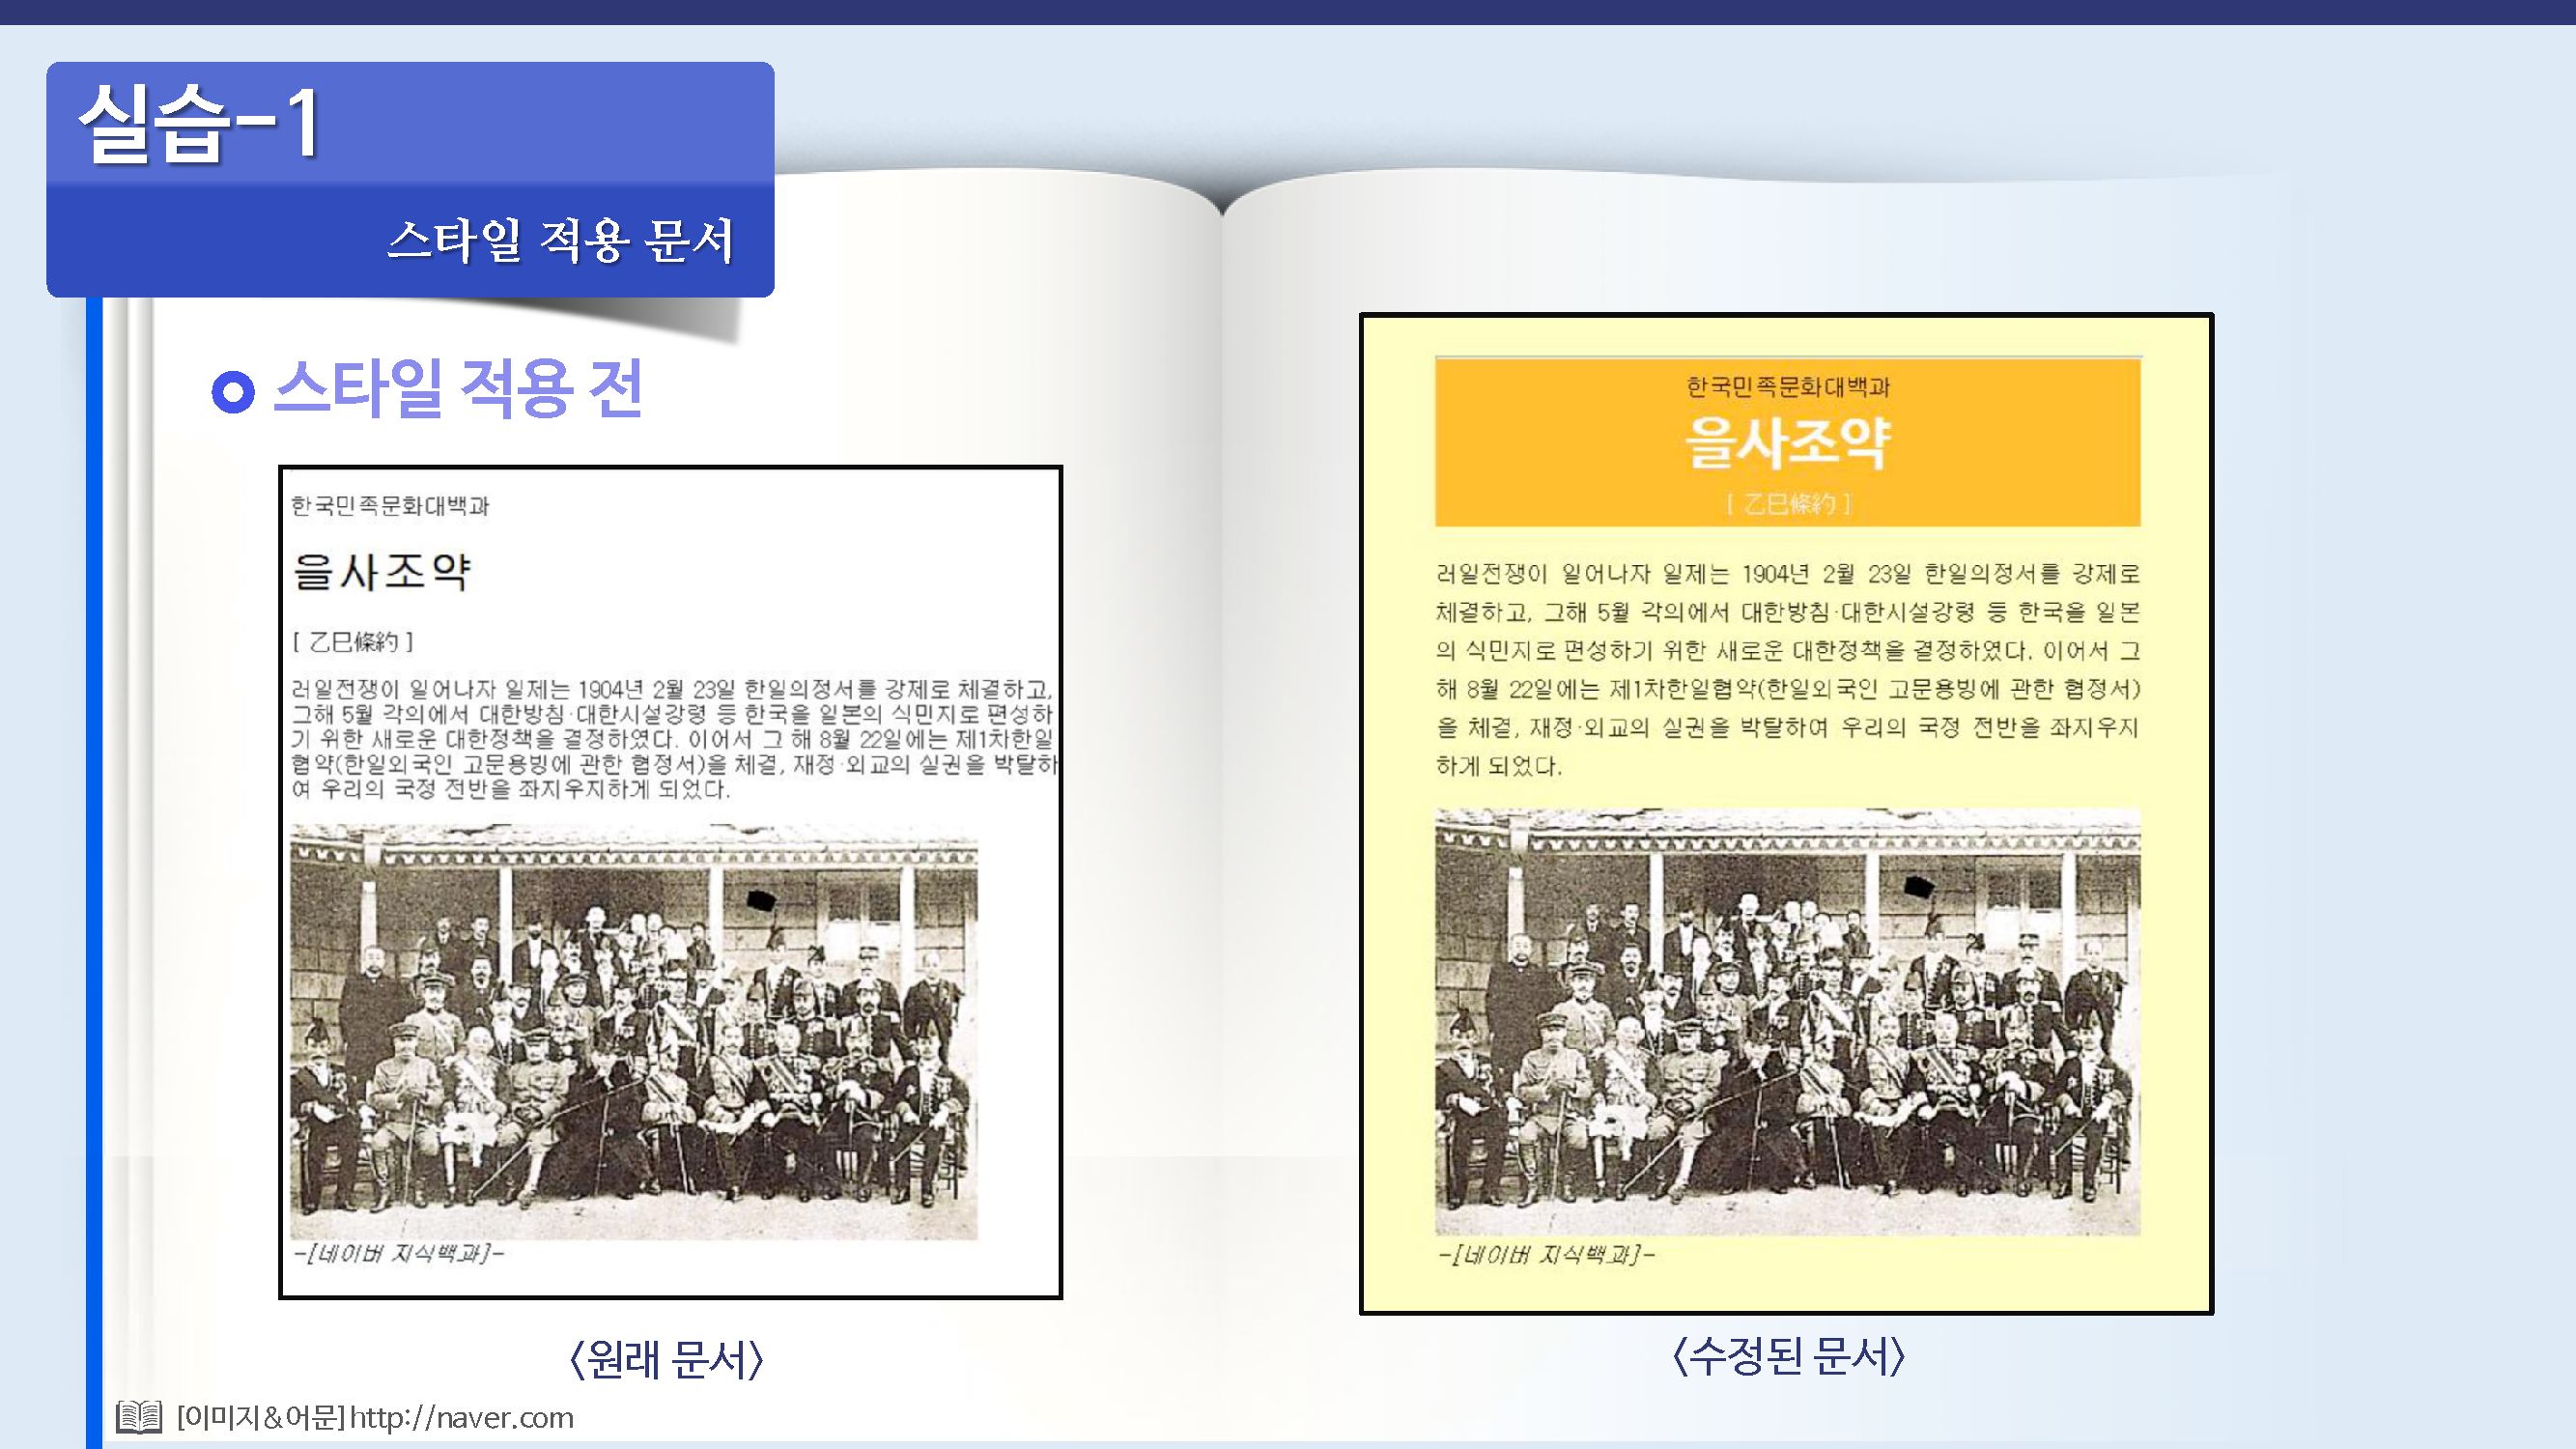 실습-1
스타일 적용 문서
스타일 적용 전
한국민족문화대백과
을사조약
[ 乙巳條約 ]
러일전쟁이 일어나자 일제는 1904년 2월 23일 한일의정서를 강제로 체결하고,
그해 5월 각의에서 대한방침·대한시설강령 등 한국을 일본의 식민지로 편성하
기 위한 새로운 대한정책을 결정하였다. 이어서 그 해 8월 22일에는 제1차한일
협약(한일외국인 고문용빙에 관한 협정서)을 체결, 재정·외교의 실권을 박탈하
여 우리의 국정 전반을 좌지우지하게 되었다.
-[네이버 지식백과]-
<원래 문서>
한국민족문화대백과
을사조약
[ 乙巳條約 ]
러일전쟁이 일어나자 일제는 1904년 2월 23일 한일의정서를 강제로
체결하고, 그해 5월 각의에서 대한방침·대한시설강령 등 한국을 일본
의 식민지로 편성하기 위한 새로운 대한정책을 결정하였다. 이어서 그
해 8월 22일에는 제1차한일협약(한일외국인 고문용빙에 관한 협정서)
을 체결, 재정·외교의 실권을 박탈하여 우리의 국정 전반을 좌지우지
하게 되었다.
-[네이버 지식백과]-
<수정된 문서>
[이미지&어문]http://naver.com